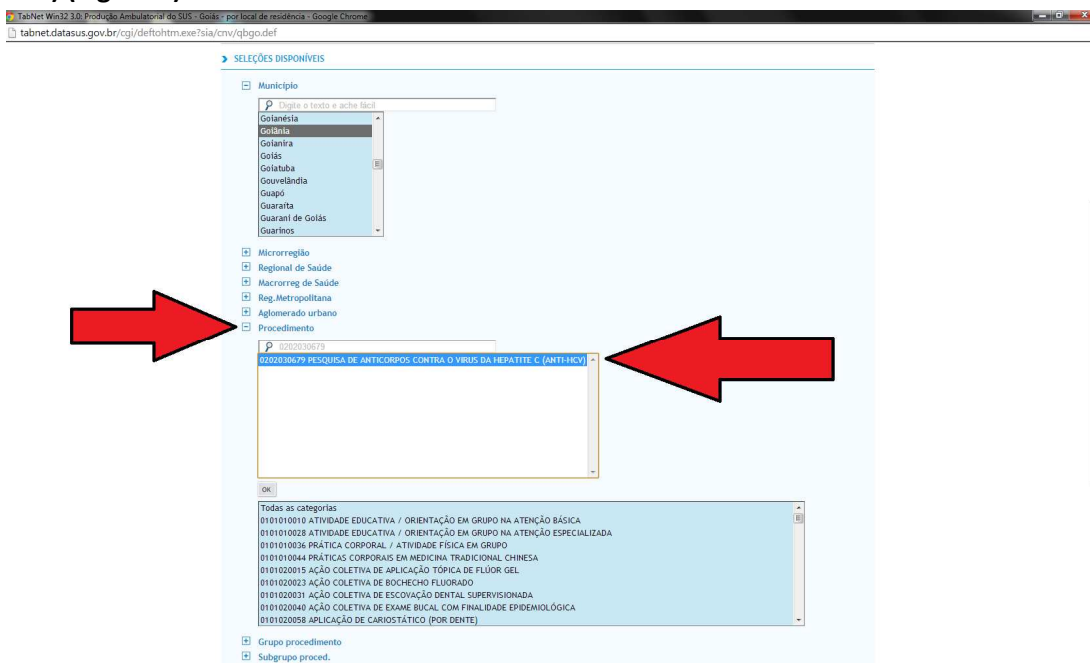 TabNet Win32 3.0: Produção Ambulatorial do SUS - Goiás - por local de residência - Google Chrome
tabnet.datasus.gov.br/cgi/deftohtm.exe?sia/cnv/qbgo.def
SELEÇÕES DISPONÍVEIS
Município
Digite o texto e ache fácil
Goianésia
Goiânia
Goianira
Goiás
Goiatuba
Gouvelândia
Guapó
Guaraíta
Guarani de Goiás
Guarinos
Microrregião
Regional de Saúde
Macrorreg de Saúde
Reg.Metropolitana
Aglomerado urbano
Procedimento
0202030679
0202030679 PESQUISA DE ANTICORPOS CONTRA O VIRUS DA HEPATITE C (ANTI-HCV)
OK
Todas as categorias
0101010010 ATIVIDADE EDUCATIVA / ORIENTAÇÃO EM GRUPO NA ATENÇÃO BÁSICA
0101010028 ATIVIDADE EDUCATIVA / ORIENTAÇÃO EM GRUPO NA ATENÇÃO ESPECIALIZADA
0101010036 PRÁTICA CORPORAL / ATIVIDADE FÍSICA EM GRUPO
0101010044 PRÁTICAS CORPORAIS EM MEDICINA TRADICIONAL CHINESA
0101020015 AÇÃO COLETIVA DE APLICAÇÃO TÓPICA DE FLÚOR GEL
0101020023 AÇÃO COLETIVA DE BOCHECHO FLUORADO
0101020031 AÇÃO COLETIVA DE ESCOVAÇÃO DENTAL SUPERVISIONADA
0101020040 AÇÃO COLETIVA DE EXAME BUCAL COM FINALIDADE EPIDEMIOLÓGICA
0101020058 APLICAÇÃO DE CARIOSTÁTICO (POR DENTE)
Grupo procedimento
Subgrupo proced.